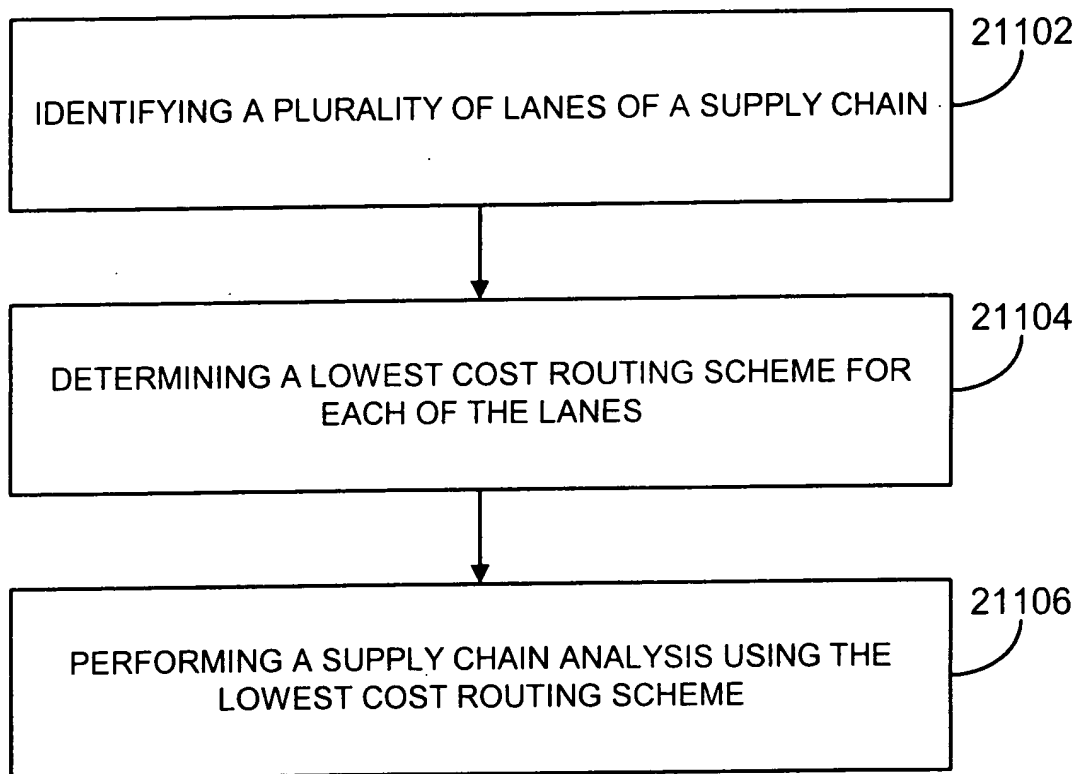 21102
IDENTIFYING A PLURALITY OF LANES OF A SUPPLY CHAIN
21104
DETERMINING A LOWEST COST ROUTING SCHEME FOR
EACH OF THE LANES
21106
PERFORMING A SUPPLY CHAIN ANALYSIS USING THE
LOWEST COST ROUTING SCHEME